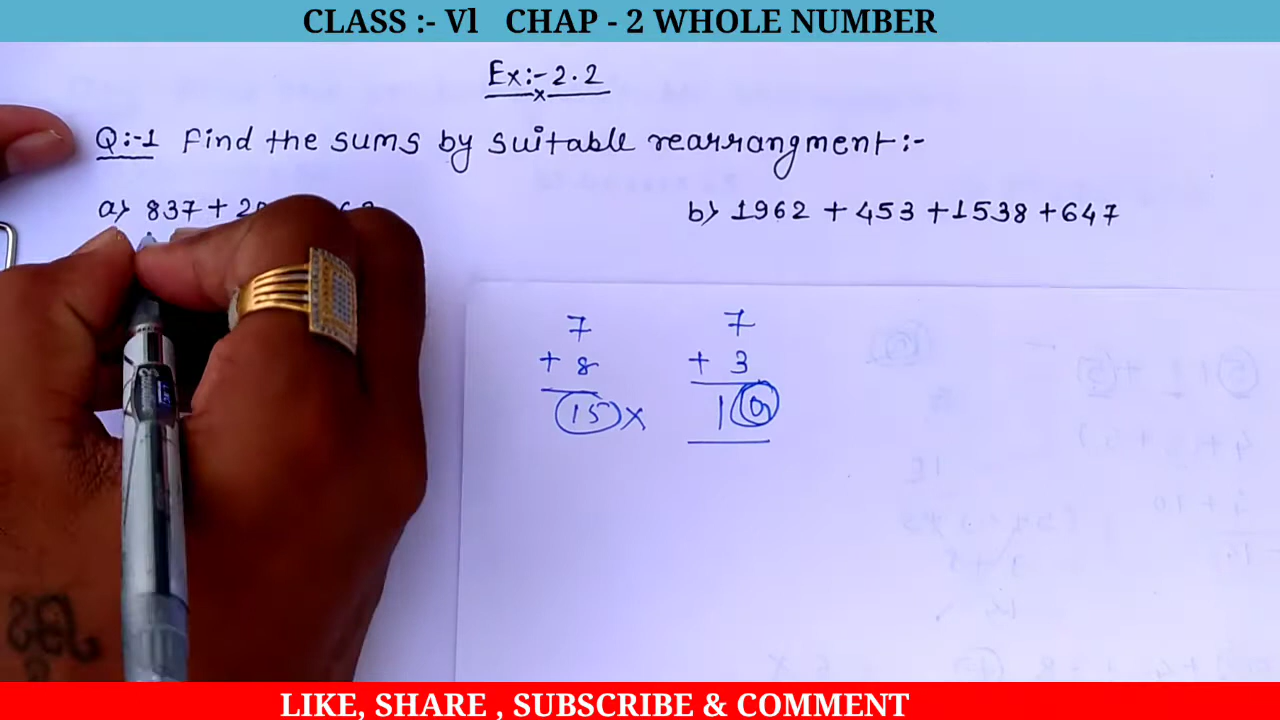 CLASS :- Vl CHAP - 2 WHOLE NUMBER
Ex:- 2.2
Q:-1 Find the sums by suitable rearrangment:-
a) 837 + 2
b) 1962 + 453 + 1538 + 647
7 7
+ 8 + 3
15 x 10
LIKE, SHARE , SUBSCRIBE & COMMENT